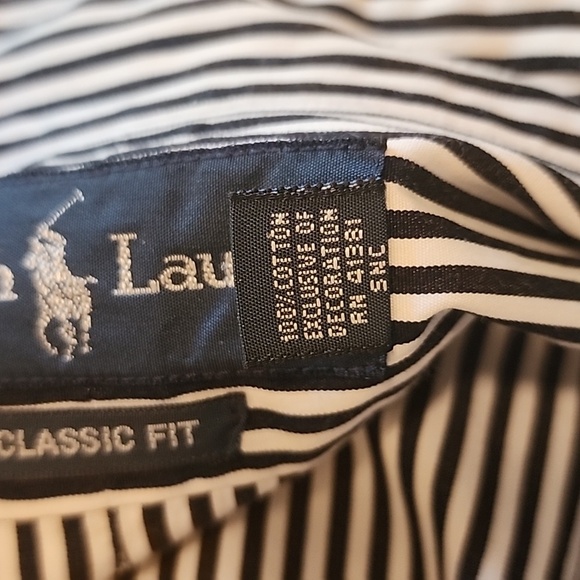 n Lau
100% COTTON
EXCLUSIVE OF
DECORATION
RN 41381
SNC
CLASSIC FIT